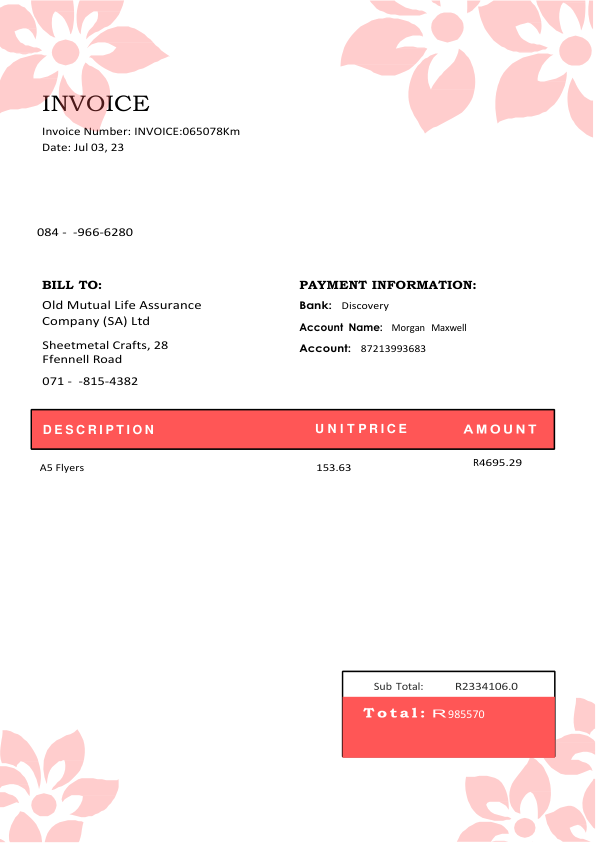 INVOICE
Invoice Number: INVOICE:065078Km
Date: Jul 03, 23
084 - -966-6280
BILL TO:
Old Mutual Life Assurance
Company (SA) Ltd
Sheetmetal Crafts, 28
Ffennell Road
071 - -815-4382
PAYMENT INFORMATION:
Bank: Discovery
Account Name: Morgan Maxwell
Account: 87213993683
DESCRIPTION UNITPRICE AMOUNT
A5 Flyers 153.63 R4695.29
Sub Total: R2334106.0
Total: R985570